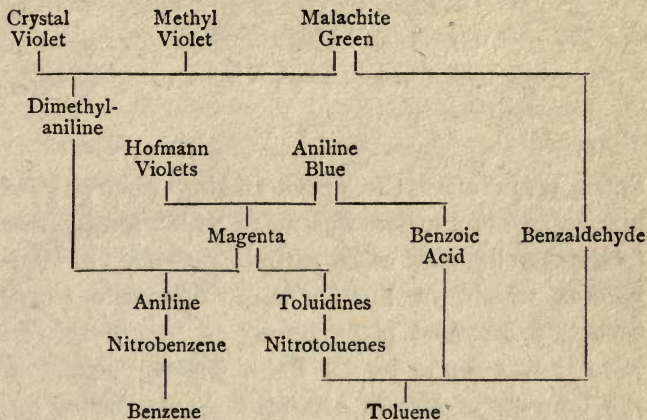 Crystal Violet
Methyl Violet
Malachite Green
Dimethyl-
aniline
Hofmann Violets
Aniline Blue
Magenta
Benzoic Acid
Benzaldehyde
Aniline
Toluidines
Nitrobenzene
Nitrotoluenes
Benzene
Toluene